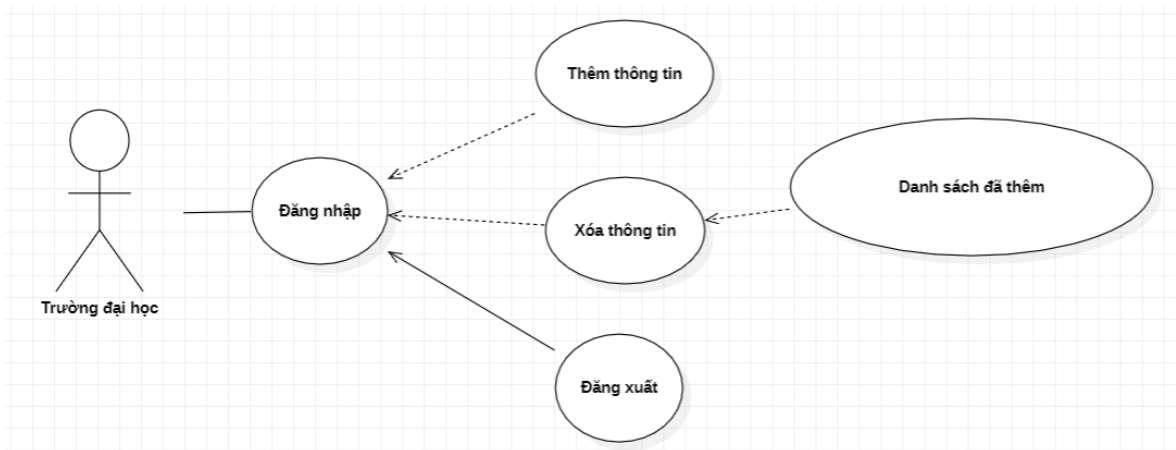 Thêm thông tin
Danh sách đã thêm
Đăng nhập
Xóa thông tin
Trường đại học
Đăng xuất